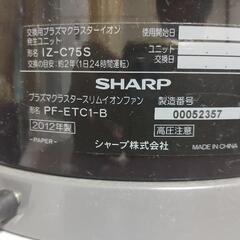 交換用プラズマクラスターイオン
発生ユニット
形名 IZ-C75S
交換の目安:約2年(1日24時間運転)
使用開始日
ユニット
交換日
SHARP
プラズマクラスタースリムイオンファン
形名 PF-ETC1-B
2012年製
-PAPER-
シャープ株式会社
製造番号
00052357
高圧注意
MADE IN CHINA